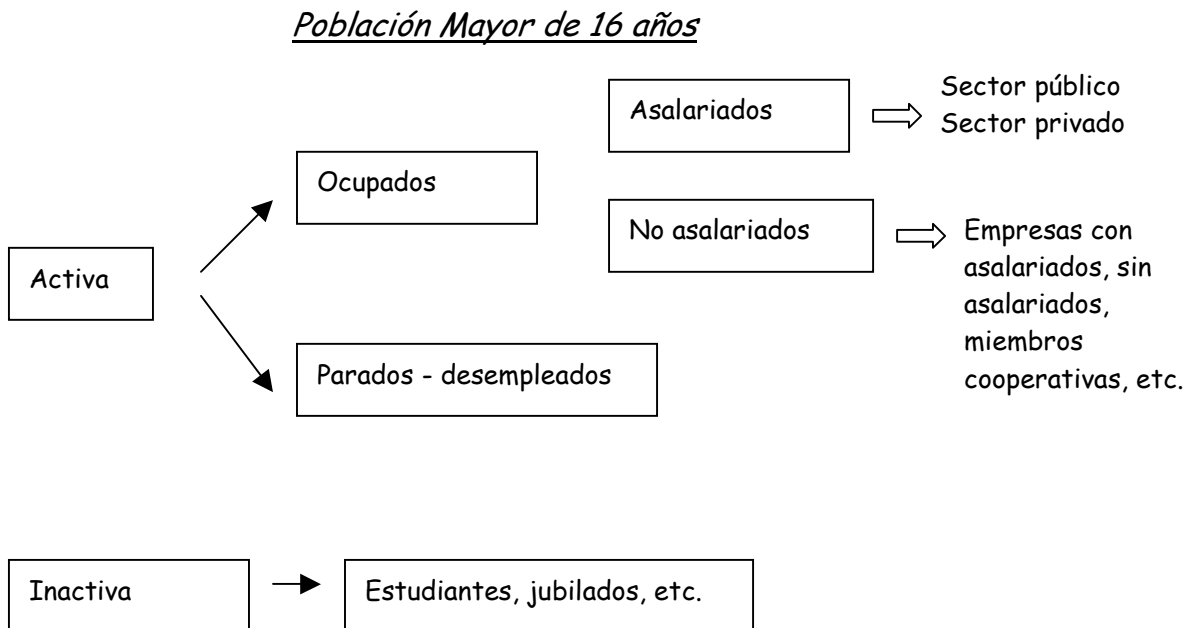 Población Mayor de 16 años
Asalariados
Sector público
Sector privado
Ocupados
No asalariados
Empresas con
asalariados, sin
asalariados,
miembros
cooperativas, etc.
Activa
Parados - desempleados
Inactiva
Estudiantes, jubilados, etc.